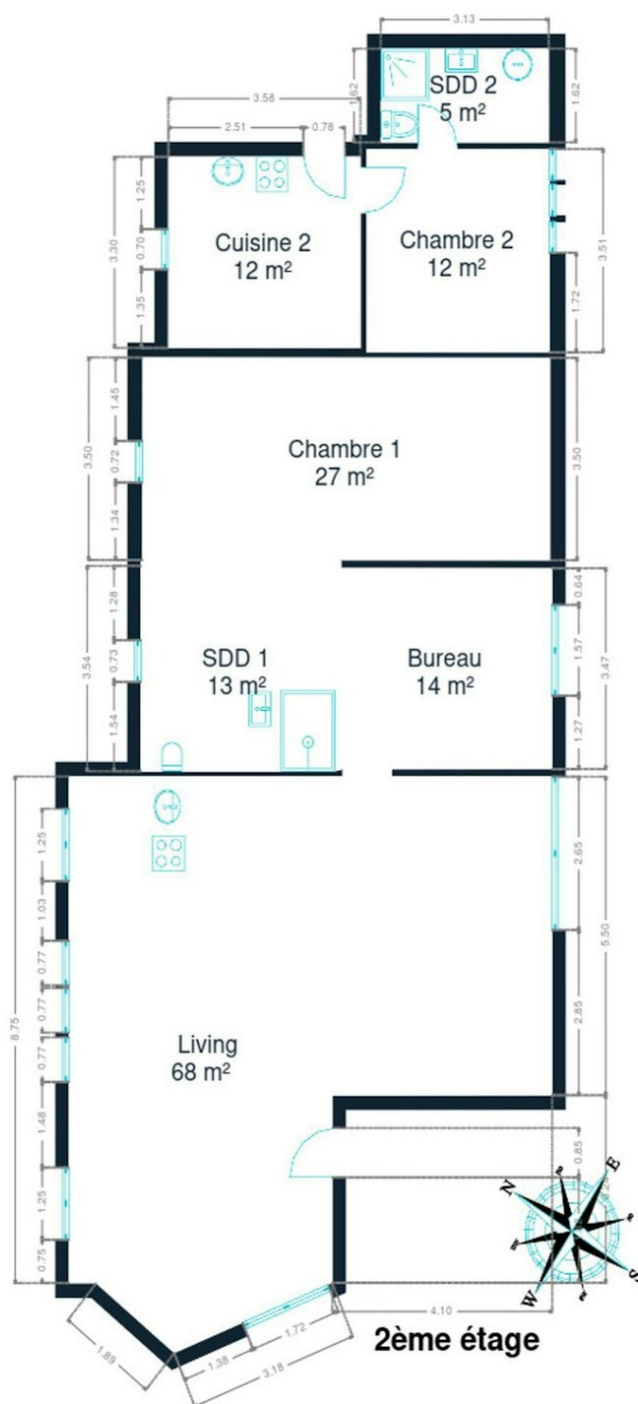 3.13
1.62
SDD 2
5 m²
1.62
3.58
2.51
0.78
1.25
3.30
0.70
1.35
Cuisine 2
12 m²
Chambre 2
12 m²
3.51
1.72
1.45
3.50
0.72
1.34
Chambre 1
27 m²
3.50
1.28
3.54
0.73
1.54
SDD 1
13 m²
Bureau
14 m²
0.64
1.57
3.47
1.27
1.25
1.03
0.77
0.77
0.77
8.75
1.48
1.25
0.75
Living
68 m²
2.65
5.50
2.85
0.85
N
E
W
S
4.10
1.89
1.38
1.72
3.18
2ème étage